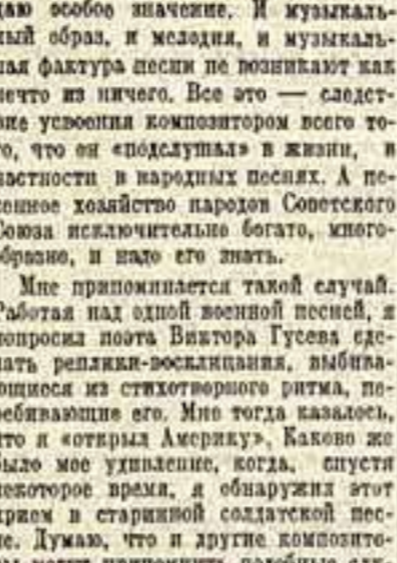 даю особое значение. И музыкаль-
ный образ, и мелодия, и музыкаль-
ная фактура песни не возникают как
нечто из ничего. Все это — следст-
вие усвоения композитором всего то-
го, что он «подслушал» в жизни, в
частности в народных песнях. А пе-
сенное хозяйство народов Советского
Союза исключительно богато, много-
образно, и надо его знать.
Мне припоминается такой случай.
Работая над одной военной песней, я
попросил поэта Виктора Гусева сде-
лать реплики-восклицания, выбива-
ющиеся из стихотворного ритма, пе-
ребивающие его. Мне тогда казалось,
что я «открыл Америку». Каково же
было мое удивление, когда, спустя
некоторое время, я обнаружил этот
прием в старинной солдатской пес-
не. Думаю, что и другие композито-